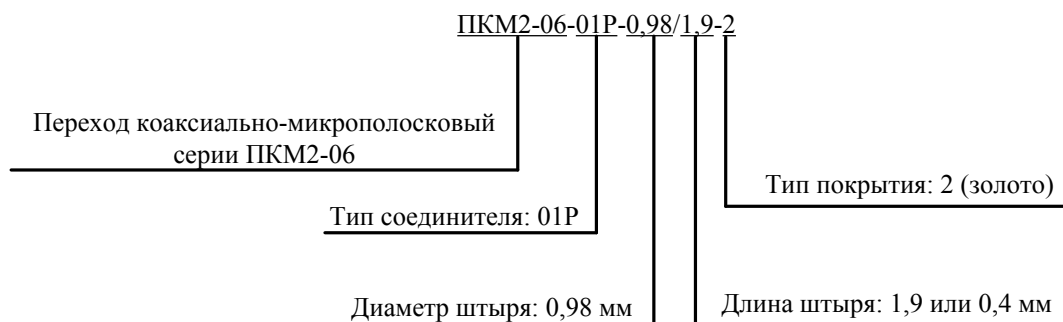 ПКМ2-06-01Р-0,98/1,9-2
Переход коаксиально-микрополосковый
серии ПКМ2-06
Тип покрытия: 2 (золото)
Тип соединителя: 01Р
Диаметр штыря: 0,98 мм
Длина штыря: 1,9 или 0,4 мм